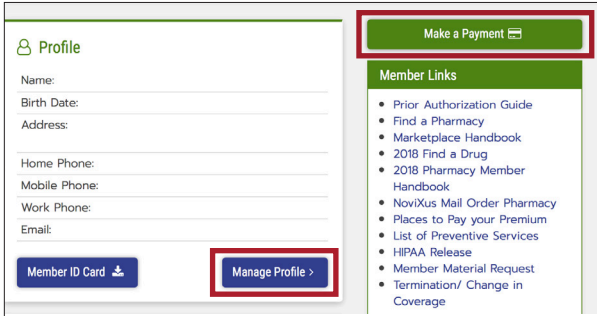 Profile
Name:
Birth Date:
Address:
Home Phone:
Mobile Phone:
Work Phone:
Email:
Member ID Card
Manage Profile >
Make a Payment
Member Links
• Prior Authorization Guide
• Find a Pharmacy
• Marketplace Handbook
• 2018 Find a Drug
• 2018 Pharmacy Member
Handbook
• NoviXus Mail Order Pharmacy
• Places to Pay your Premium
• List of Preventive Services
• HIPAA Release
• Member Material Request
• Termination/ Change in
Coverage